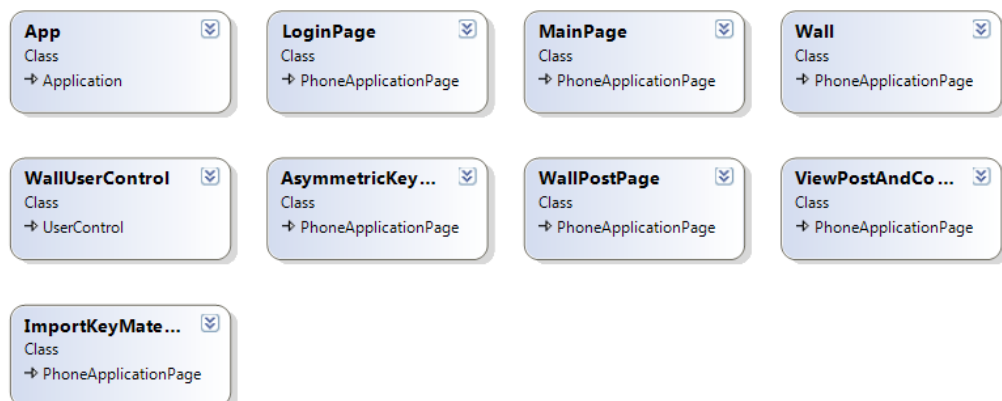 App
Class
Application
LoginPage
Class
PhoneApplicationPage
MainPage
Class
PhoneApplicationPage
Wall
Class
PhoneApplicationPage
WallUserControl
Class
UserControl
AsymmetricKey...
Class
PhoneApplicationPage
WallPostPage
Class
PhoneApplicationPage
ViewPostAndCo...
Class
PhoneApplicationPage
ImportKeyMate...
Class
PhoneApplicationPage